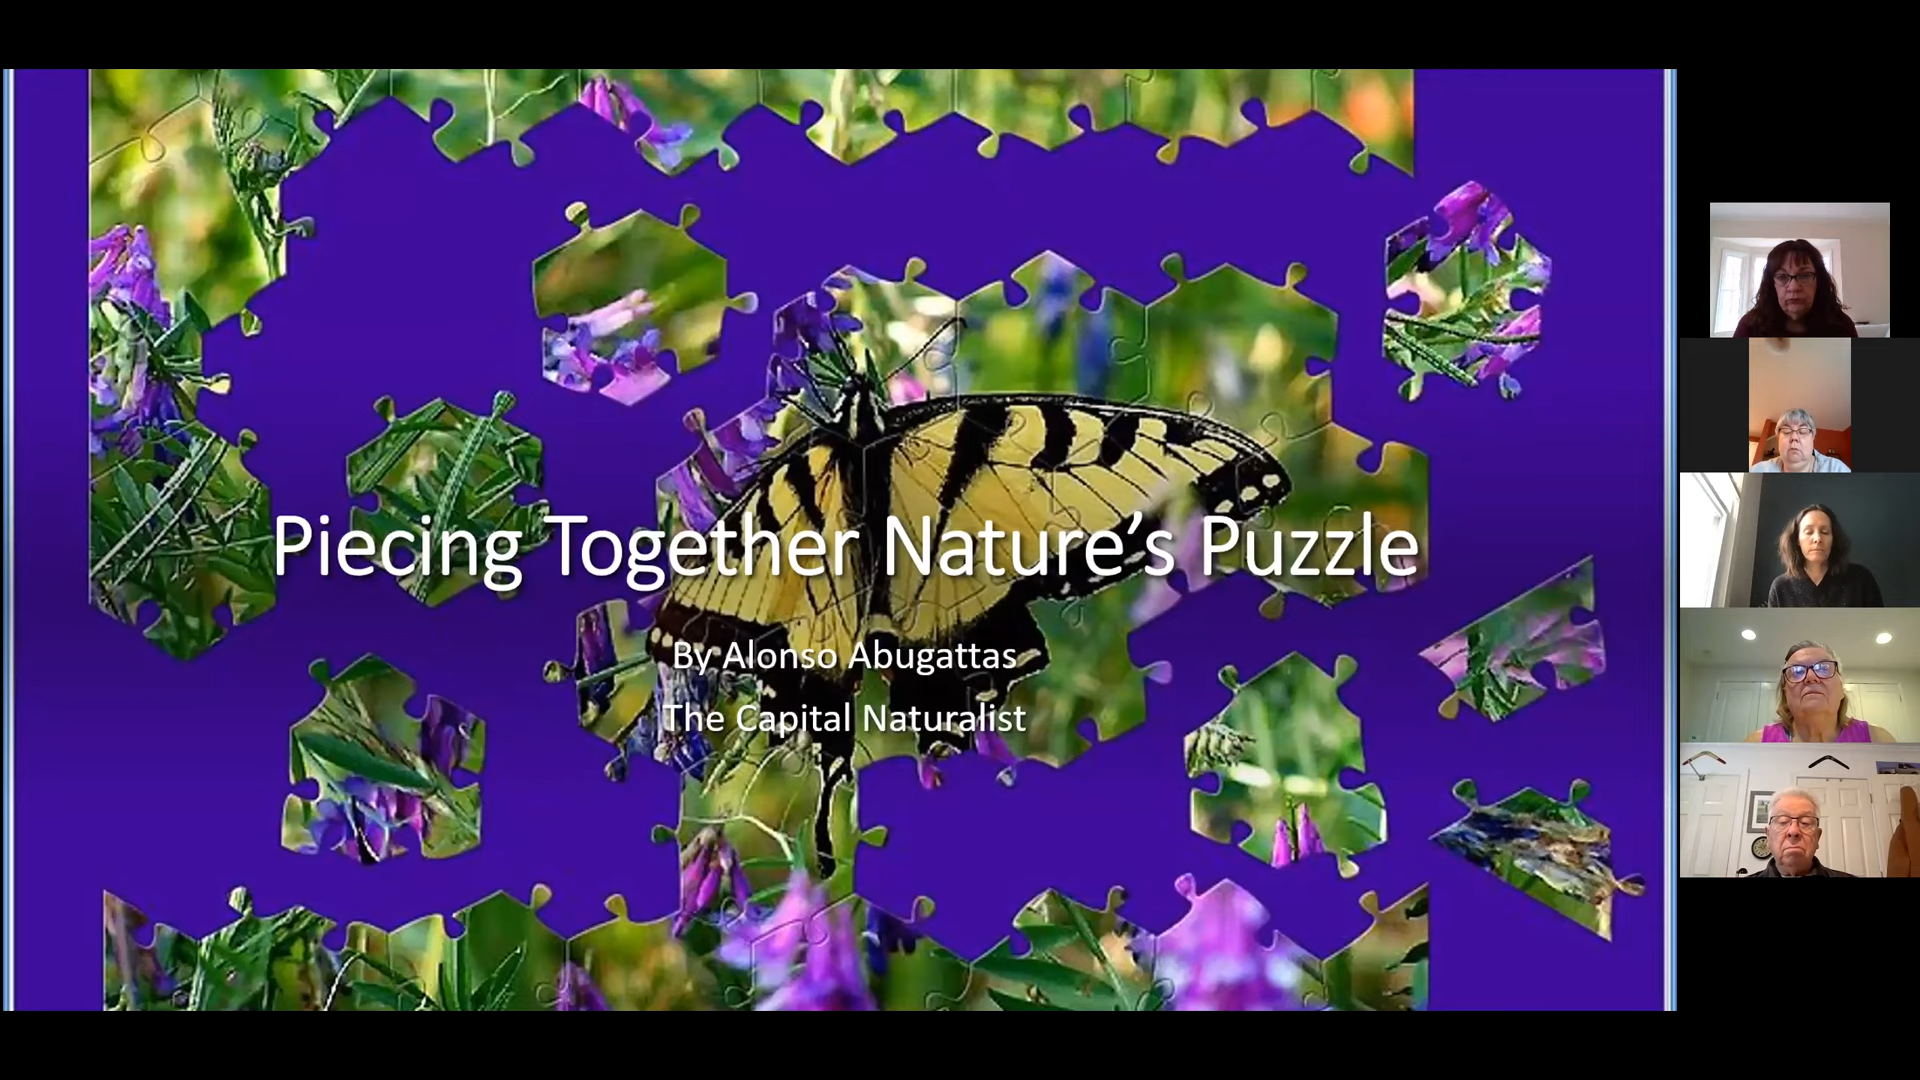 Piecing Together Nature’s Puzzle
By Alonso Abugattas
The Capital Naturalist